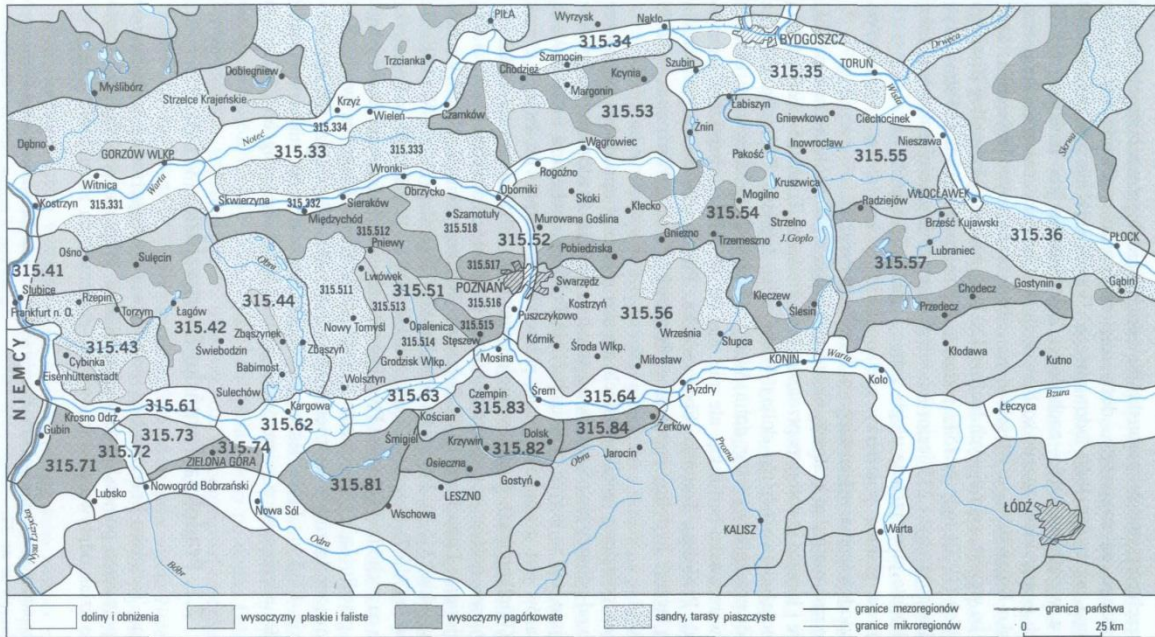 PIŁA
Wyrzysk
Nakło
315.34
BYDGOSZCZ
Drwęca
Trzcianka
Szamocin
Chodzież
Margonin
Kcynia
Szubin
315.35
TORUŃ
Myślibórz
Dobiegniew
Strzelce Krajeńskie
Krzyż
Wieleń
Czarnków
315.53
Łabiszyn
Gniewkowo
Wisła
Ciechocinek
Skrwa
315.334
Noteć
315.33
315.333
Żnin
Nieszawa
Dębno
GORZÓW WLKP.
Wągrowiec
Inowrocław
315.55
Pakość
Witnica
Warta
Wronki
Obrzycko
Rogoźno
Kruszwica
WŁOCŁAWEK
Kostrzyn
315.331
Skwierzyna
315.332
Sieraków
Oborniki
Skoki
Mogilno
Radziejów
Brześć Kujawski
Międzychód
Szamotuły
315.518
Kłecko
315.54
Strzelno
315.36
315.512
Murowana Goślina
315.52
J.Gopło
Lubraniec
PŁOCK
Ośno
Sulęcin
Pniewy
Pobiedziska
Gniezno
Trzemeszno
315.57
315.41
Obra
Lwówek
315.517
Gostynin
Gąbin
Słubice
Rzepin
315.44
315.511
315.51
POZNAŃ
Swarzędz
Chodecz
Frankfurt n. O.
Torzym
Łagów
315.513
315.516
Kostrzyn
Kleczew
Przedecz
315.42
Nowy Tomyśl
Opalenica
Puszczykowo
315.56
Ślesin
315.43
Zbąszynek
315.515
Września
Świebodzin
Zbąszyń
315.514
Stęszew
Kórnik
Słupca
Kłodawa
Cybinka
Babimost
Grodzisk Wlkp.
Mosina
Środa Wlkp.
Miłosław
KONIN
Warta
Kutno
Eisenhüttenstadt
Wolsztyn
NIEMCY
Sulechów
315.63
Czempin
Śrem
315.64
Pyzdry
Koło
Bzura
Krosno Odrz.
315.61
Kargowa
315.83
Łęczyca
315.62
Kościan
Gubin
315.73
Śmigiel
Krzywin
Dolsk
315.84
Żerków
315.72
315.74
315.82
Prosna
315.71
ZIELONA GÓRA
Osieczna
Obra
Jarocin
Lubsko
Nowogród Bobrzański
315.81
LESZNO
Gostyń
Nowa Sól
Wschowa
ŁÓDŹ
Nysa Łużycka
Bóbr
Odra
KALISZ
Warta
doliny i obniżenia
wysoczyzny płaskie i faliste
wysoczyzny pagórkowate
sandry, tarasy piaszczyste
granice mezoregionów
granica państwa
granice mikroregionów
0 25 km